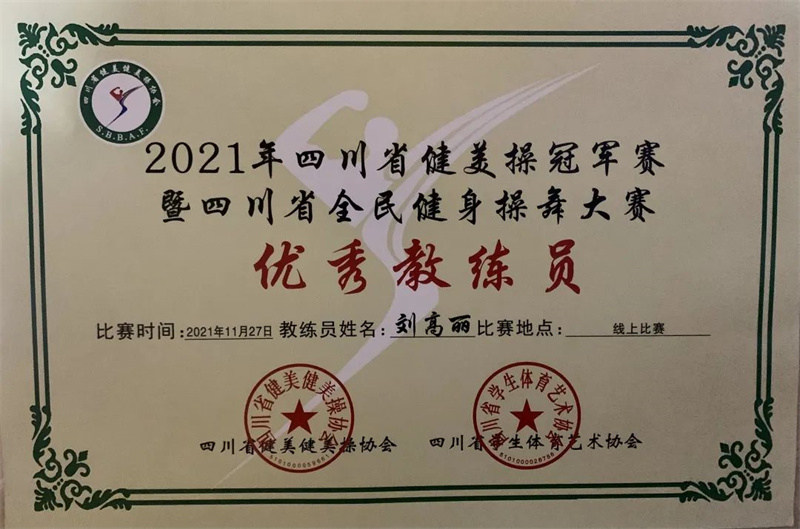 四川省健美健美操协会
S.B.B.A.F.
2021年四川省健美操冠军赛
暨四川省全民健身操舞大赛
优秀教练员
比赛时间:2021年11月27日 教练员姓名:刘高丽 比赛地点:线上比赛
四川省健美健美操协会
四川省学生体育艺术协会
四川省健美健美操协会
四川省学生体育艺术协会